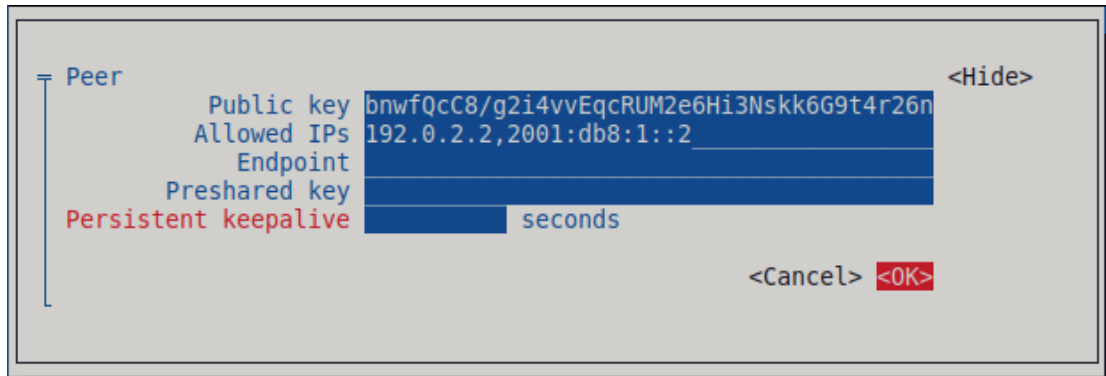 Peer <Hide>
Public key bnwfQcC8/g2i4vvEqcRUM2e6Hi3Nskk6G9t4r26n
Allowed IPs 192.0.2.2,2001:db8:1::2
Endpoint
Preshared key
Persistent keepalive seconds
<Cancel> <OK>